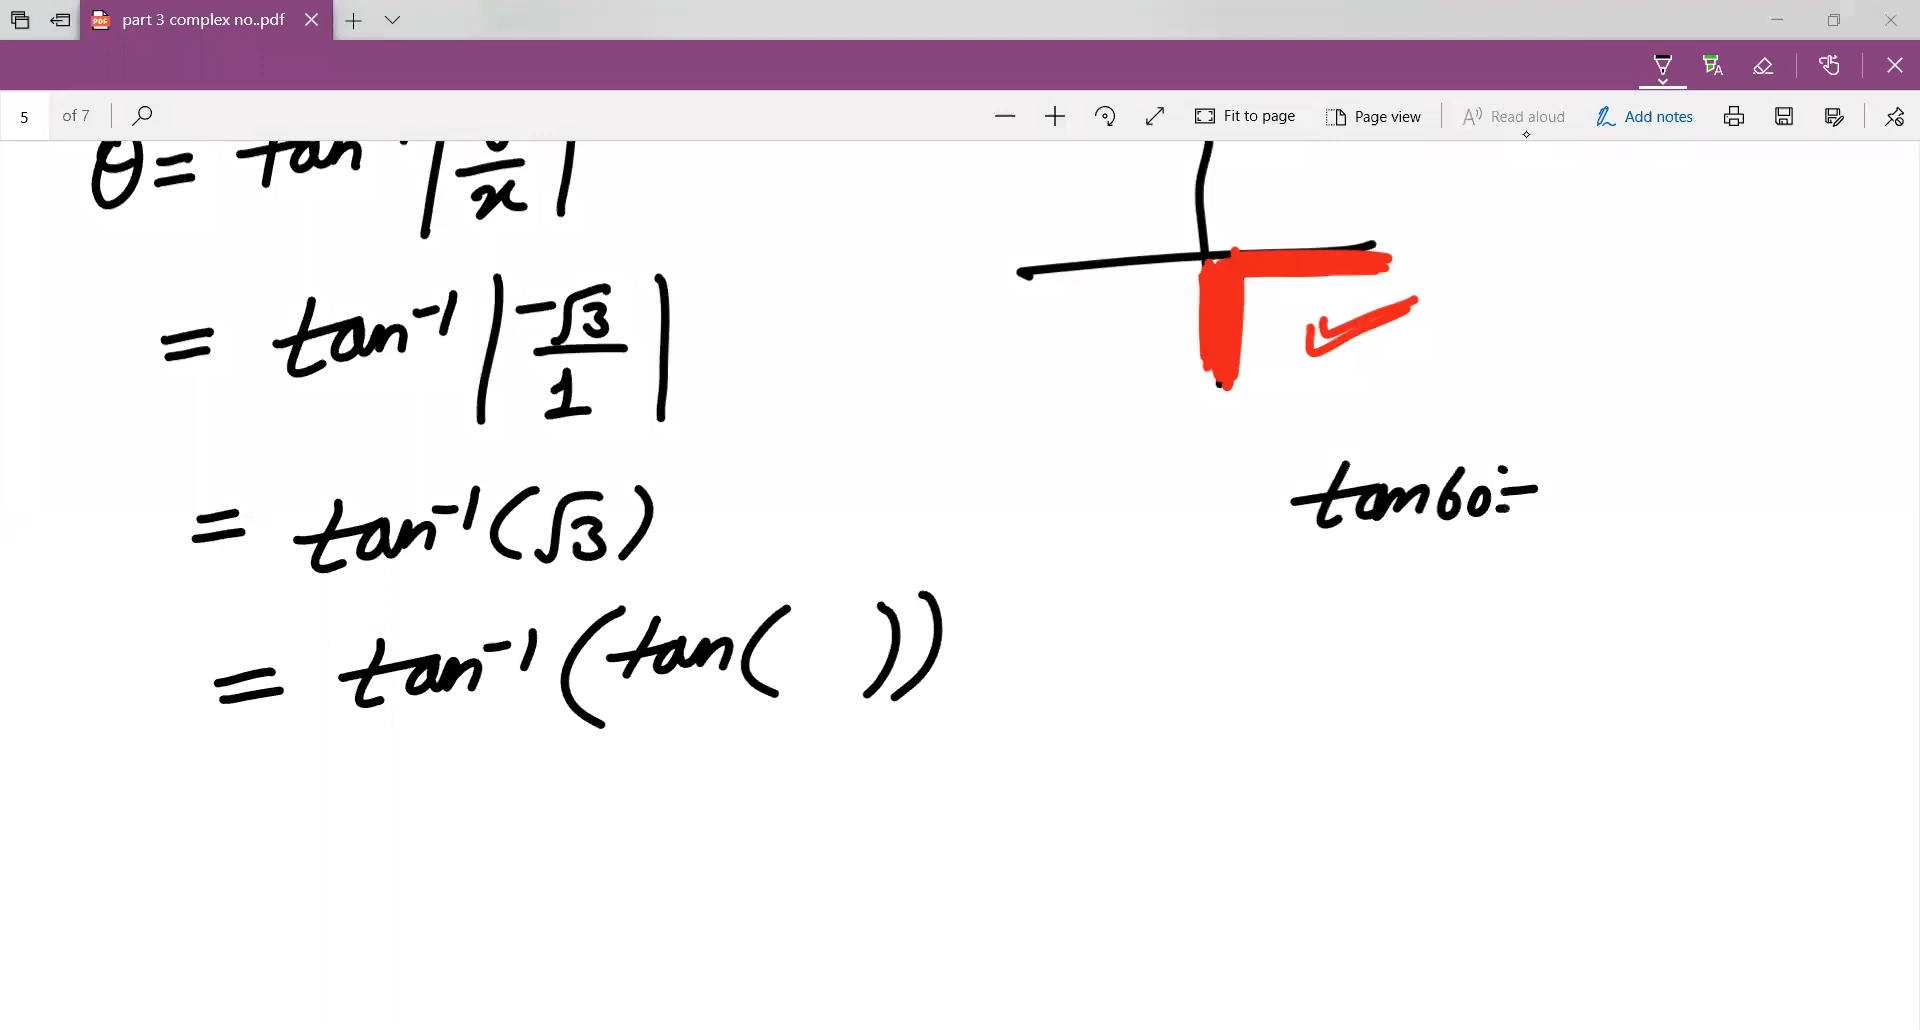 part 3 complex no..pdf
5 of 7
Fit to page
Page view
Read aloud
Add notes
θ = tan | /x |
= tan⁻¹ | -√3/1 |
= tan⁻¹(√3)
tan60°=
= tan⁻¹(tan( ))